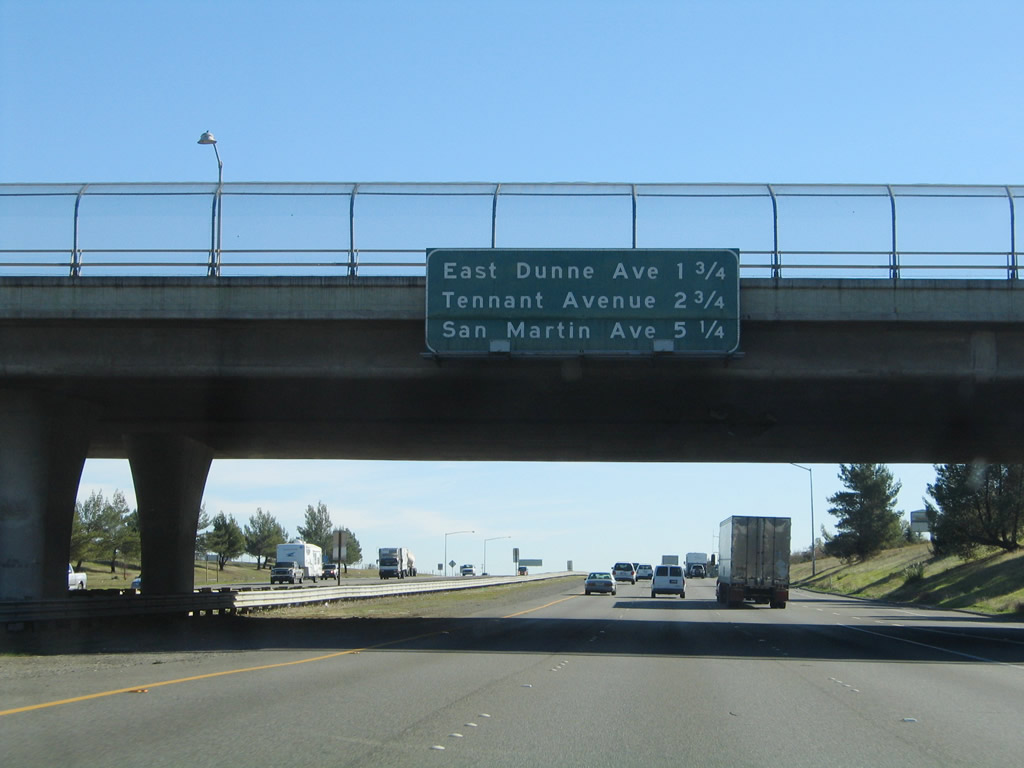 East Dunne Ave 1 3/4
Tennant Avenue 2 3/4
San Martin Ave 5 1/4